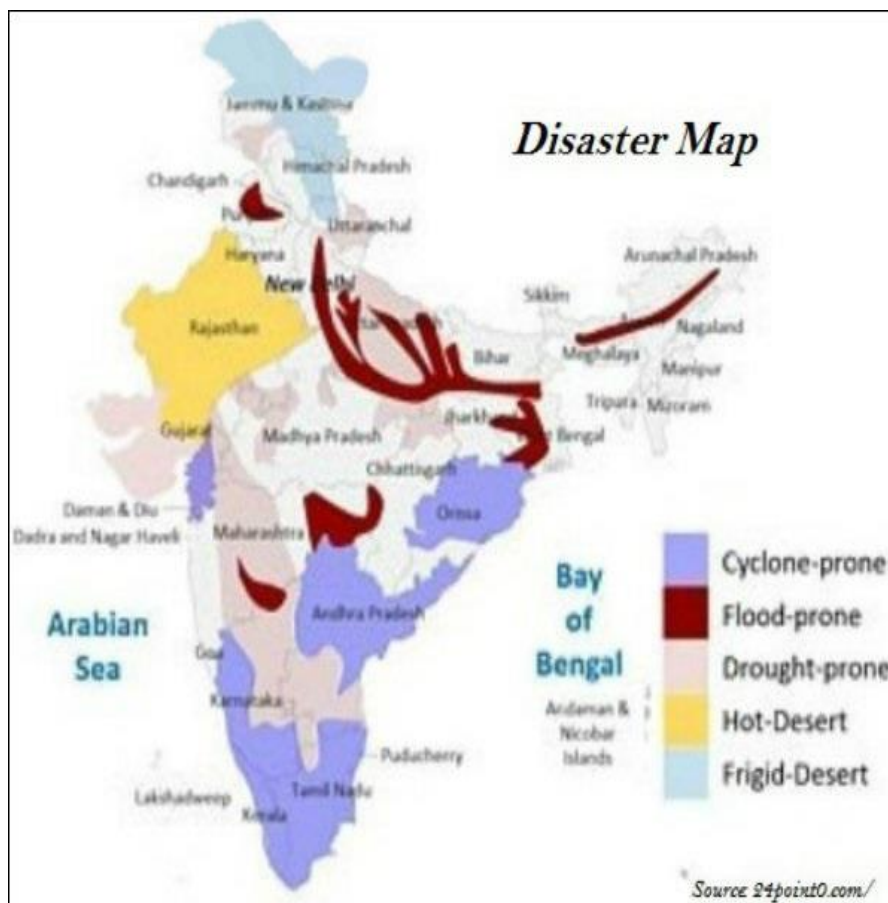 Disaster Map
Jammu & Kashmir
Himachal Pradesh
Chandigarh
Uttaranchal
Haryana
New Delhi
Arunachal Pradesh
Sikkim
Rajasthan
Nagaland
Bihar
Meghalaya
Manipur
Tripata
Mizoram
Gujarat
Madhya Pradesh
Bengal
Chhattisgarh
Daman & Diu
Dadra and Nagar Haveli
Maharashtra
Orissa
Andhra Pradesh
Arabian
Sea
Bay
of
Bengal
Goa
Karnataka
Andaman &
Nicobar
Islands
Puducherry
Lakshadweep
Tamil Nadu
Kerala
Cyclone-prone
Flood-prone
Drought-prone
Hot-Desert
Frigid-Desert
Source 24point0.com/